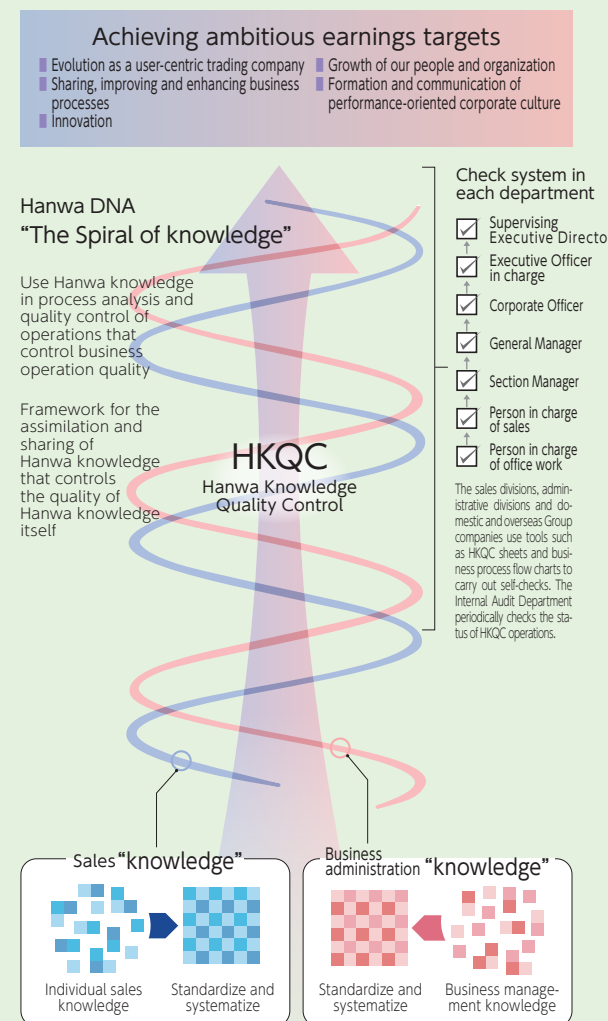 Achieving ambitious earnings targets
Evolution as a user-centric trading company
Sharing, improving and enhancing business
processes
Innovation
Growth of our people and organization
Formation and communication of
performance-oriented corporate culture
Hanwa DNA
“The Spiral of knowledge”
Use Hanwa knowledge
in process analysis and
quality control of
operations that
control business
operation quality
Framework for the
assimilation and
sharing of
Hanwa knowledge
that controls
the quality of
Hanwa knowledge
itself
HKQC
Hanwa Knowledge
Quality Control
Check system in
each department
Supervising
Executive Directo
Executive Officer
in charge
Corporate Officer
General Manager
Section Manager
Person in charge
of sales
Person in charge
of office work
The sales divisions, admin-
istrative divisions and do-
mestic and overseas Group
companies use tools such
as HKQC sheets and busi-
ness process flow charts to
carry out self-checks. The
Internal Audit Department
periodically checks the sta-
tus of HKQC operations.
Sales “knowledge”
Individual sales
knowledge
Standardize and
systematize
Business
administration “knowledge”
Standardize and
systematize
Business manage-
ment knowledge